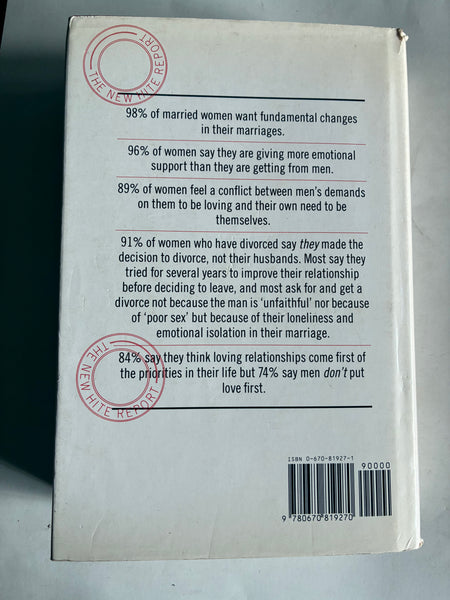 THE NEW HITE REPORT
98% of married women want fundamental changes
in their marriages.
96% of women say they are giving more emotional
support than they are getting from men.
89% of women feel a conflict between men's demands
on them to be loving and their own need to be
themselves.
91% of women who have divorced say they made the
decision to divorce, not their husbands. Most say they
tried for several years to improve their relationship
before deciding to leave, and most ask for and get a
divorce not because the man is 'unfaithful' nor because
of 'poor sex' but because of their loneliness and
emotional isolation in their marriage.
THE NEW HITE REPORT
84% say they think loving relationships come first of
the priorities in their life but 74% say men don't put
love first.
ISBN 0-670-81927-1
90000
9 780670 819270